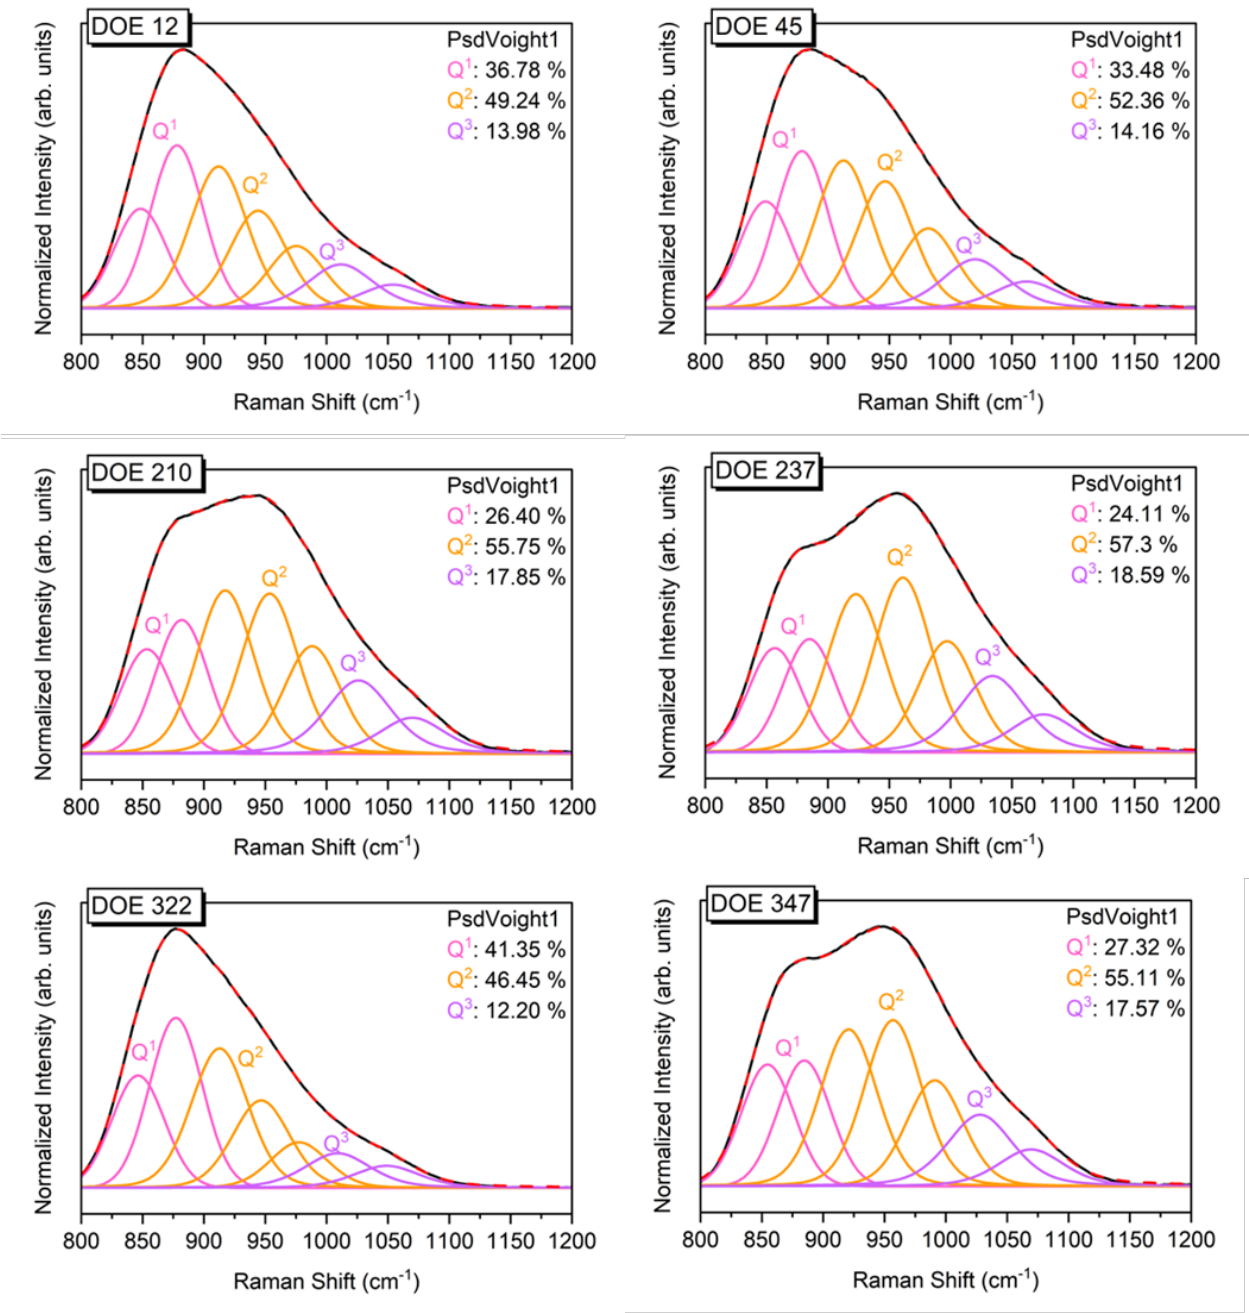 DOE 12
PsdVoight1
Q¹: 36.78 %
Q²: 49.24 %
Q³: 13.98 %
Q¹
Q²
Q³
Normalized Intensity (arb. units)
800 850 900 950 1000 1050 1100 1150 1200
Raman Shift (cm⁻¹)
DOE 45
PsdVoight1
Q¹: 33.48 %
Q²: 52.36 %
Q³: 14.16 %
Q¹
Q²
Q³
Normalized Intensity (arb. units)
800 850 900 950 1000 1050 1100 1150 1200
Raman Shift (cm⁻¹)
DOE 210
PsdVoight1
Q¹: 26.40 %
Q²: 55.75 %
Q³: 17.85 %
Q²
Q¹
Q³
Normalized Intensity (arb. units)
800 850 900 950 1000 1050 1100 1150 1200
Raman Shift (cm⁻¹)
DOE 237
PsdVoight1
Q¹: 24.11 %
Q²: 57.3 %
Q³: 18.59 %
Q²
Q¹
Q³
Normalized Intensity (arb. units)
800 850 900 950 1000 1050 1100 1150 1200
Raman Shift (cm⁻¹)
DOE 322
PsdVoight1
Q¹: 41.35 %
Q²: 46.45 %
Q³: 12.20 %
Q¹
Q²
Q³
Normalized Intensity (arb. units)
800 850 900 950 1000 1050 1100 1150 1200
Raman Shift (cm⁻¹)
DOE 347
PsdVoight1
Q¹: 27.32 %
Q²: 55.11 %
Q³: 17.57 %
Q²
Q¹
Q³
Normalized Intensity (arb. units)
800 850 900 950 1000 1050 1100 1150 1200
Raman Shift (cm⁻¹)